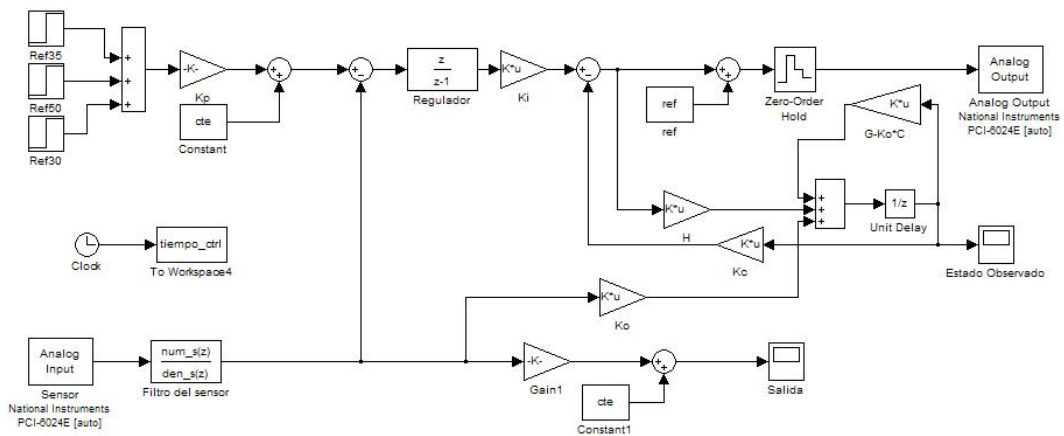 Ref35
Ref50
Ref30
+
+
+
-K-
Kp
cte
Constant
+
+
z
z-1
Regulador
K*u
Ki
ref
ref
+
+
Zero-Order
Hold
Analog
Output
Analog Output
National Instruments
PCI-6024E [auto]
K*u
G-Ko*C
K*u
H
+
+
+
1/z
Unit Delay
K*u
Kc
Estado Observado
Clock
tiempo_ctrl
To Workspace4
K*u
Ko
Analog
Input
Sensor
National Instruments
PCI-6024E [auto]
num_s(z)
den_s(z)
Filtro del sensor
-K-
Gain1
cte
Constant1
+
+
Salida